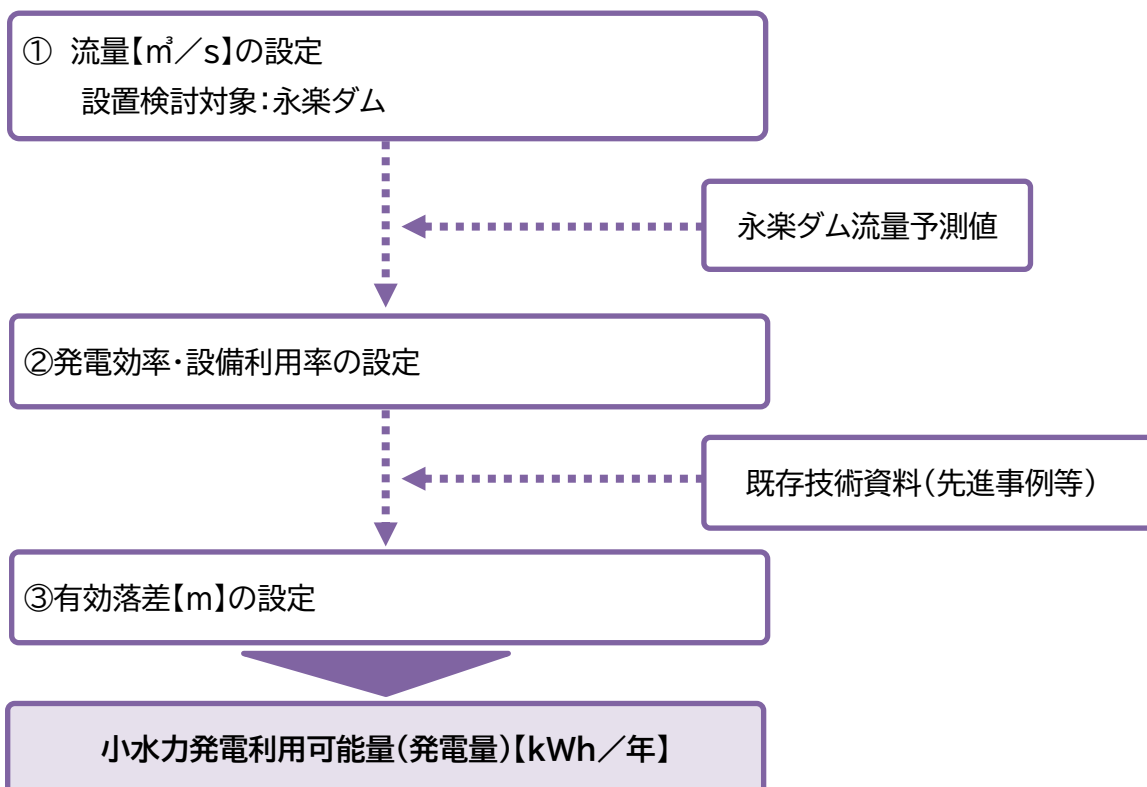 ① 流量【㎥／s】の設定
設置検討対象：永楽ダム
永楽ダム流量予測値
②発電効率・設備利用率の設定
既存技術資料（先進事例等）
③有効落差【m】の設定
小水力発電利用可能量（発電量）【kWh／年】